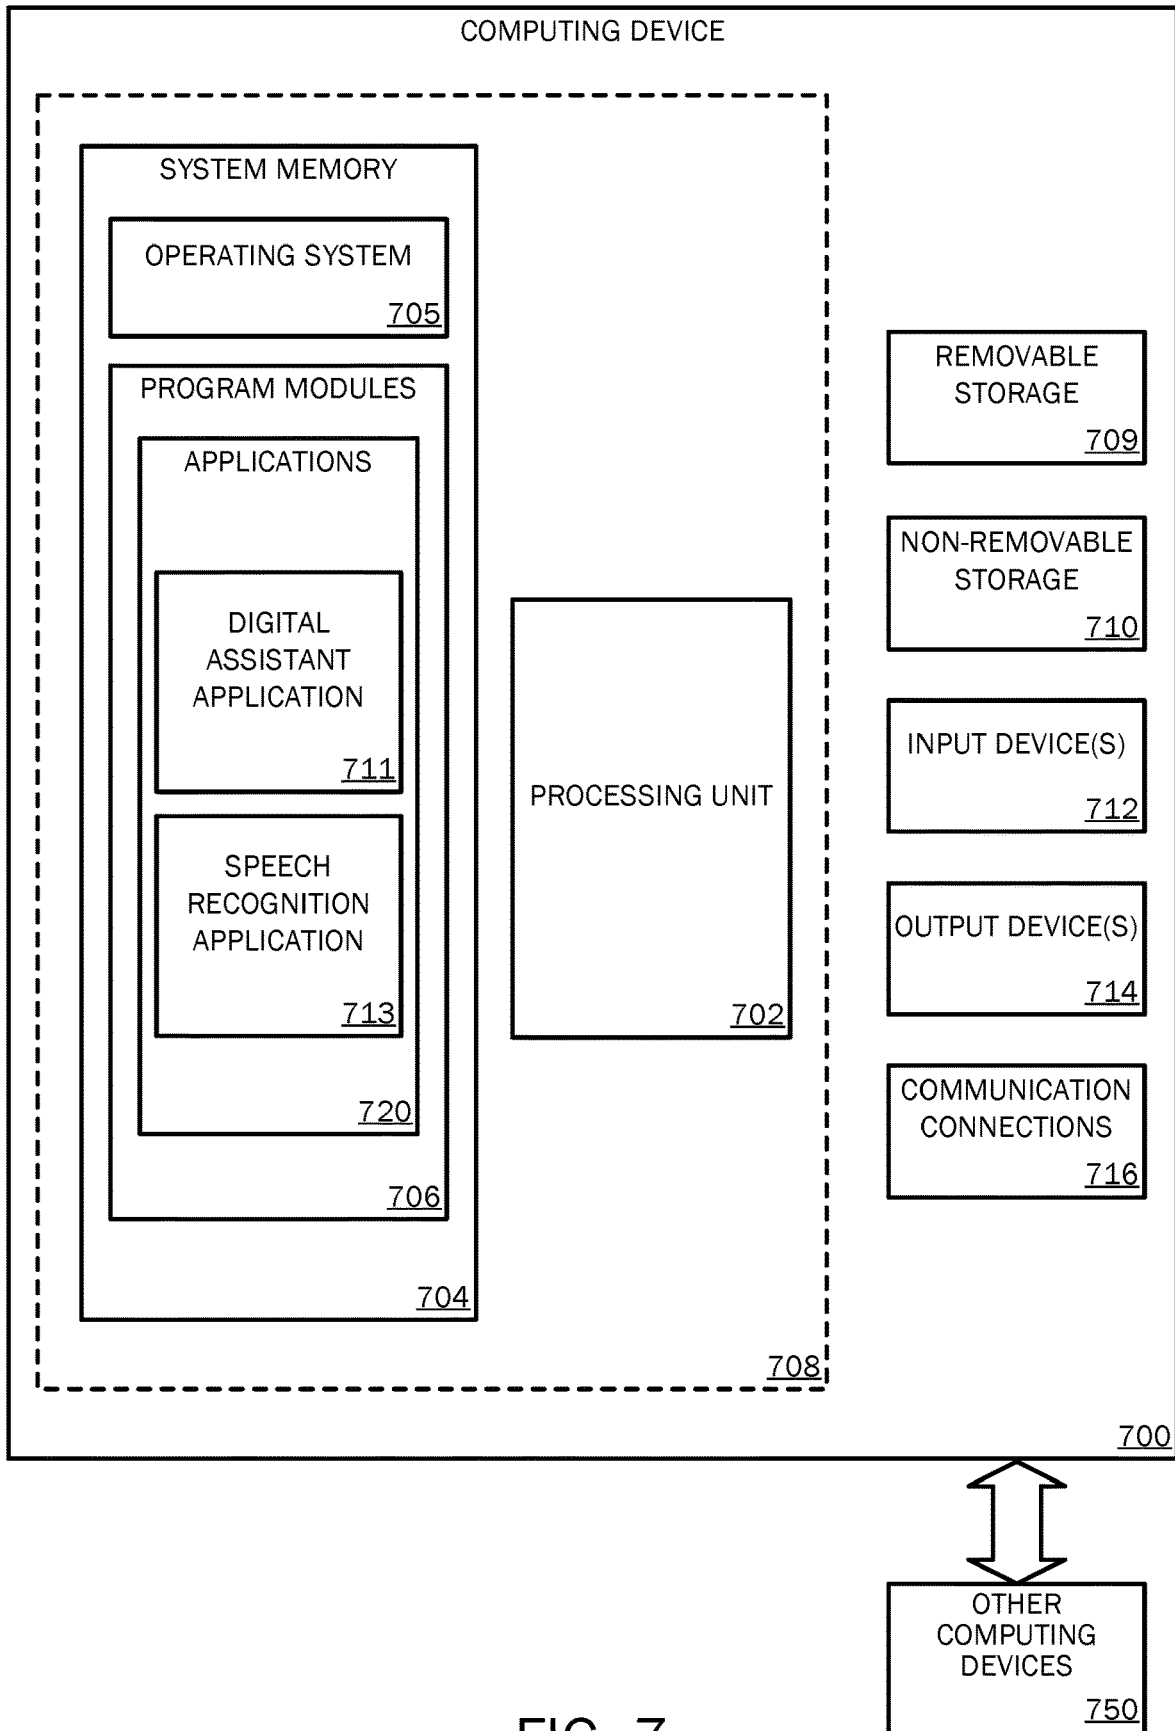 COMPUTING DEVICE
SYSTEM MEMORY
OPERATING SYSTEM
705
PROGRAM MODULES
APPLICATIONS
DIGITAL
ASSISTANT
APPLICATION
711
SPEECH
RECOGNITION
APPLICATION
713
720
706
704
PROCESSING UNIT
702
708
REMOVABLE
STORAGE
709
NON-REMOVABLE
STORAGE
710
INPUT DEVICE(S)
712
OUTPUT DEVICE(S)
714
COMMUNICATION
CONNECTIONS
716
700
OTHER
COMPUTING
DEVICES
750
FIG. 7